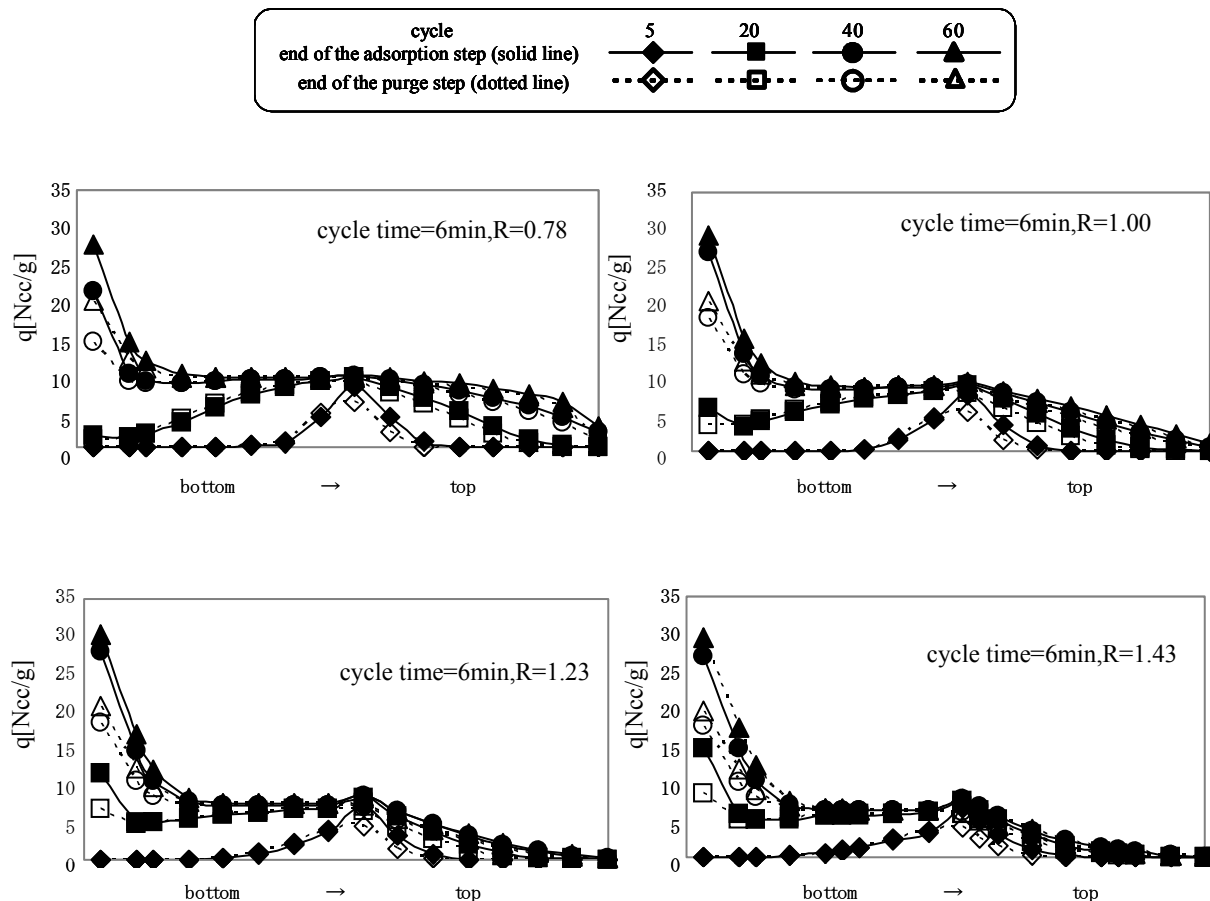 cycle 5 20 40 60
end of the adsorption step (solid line)
end of the purge step (dotted line)
35
30
25
20
15
10
5
0
q[Ncc/g]
cycle time=6min,R=0.78
bottom → top
35
30
25
20
15
10
5
0
q[Ncc/g]
cycle time=6min,R=1.00
bottom → top
35
30
25
20
15
10
5
0
q[Ncc/g]
cycle time=6min,R=1.23
bottom → top
35
30
25
20
15
10
5
0
q[Ncc/g]
cycle time=6min,R=1.43
bottom → top